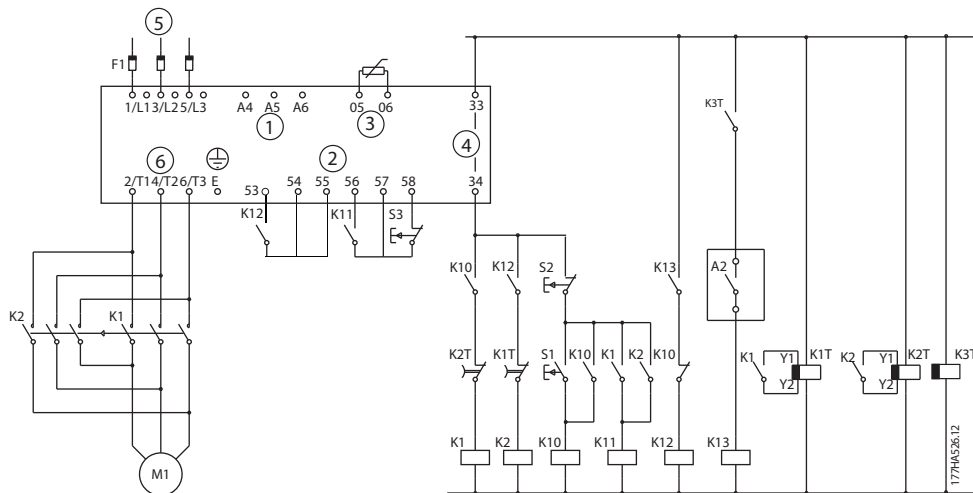 5
F1
1/L1 3/L2 5/L3 A4 A5 A6 05 06 33
1 3 4
6 2
2/T1 4/T2 6/T3 E 53 54 55 56 57 58 34
K12 K11 S3
K3T
K10 K12 S2 K13 A2
K2 K1
K2T K1T S1 K10 K1 K2 K10 K1 Y1 K1T K2 Y1 K2T K3T
Y2 Y2
K1 K2 K10 K11 K12 K13
M1
177HA526.12